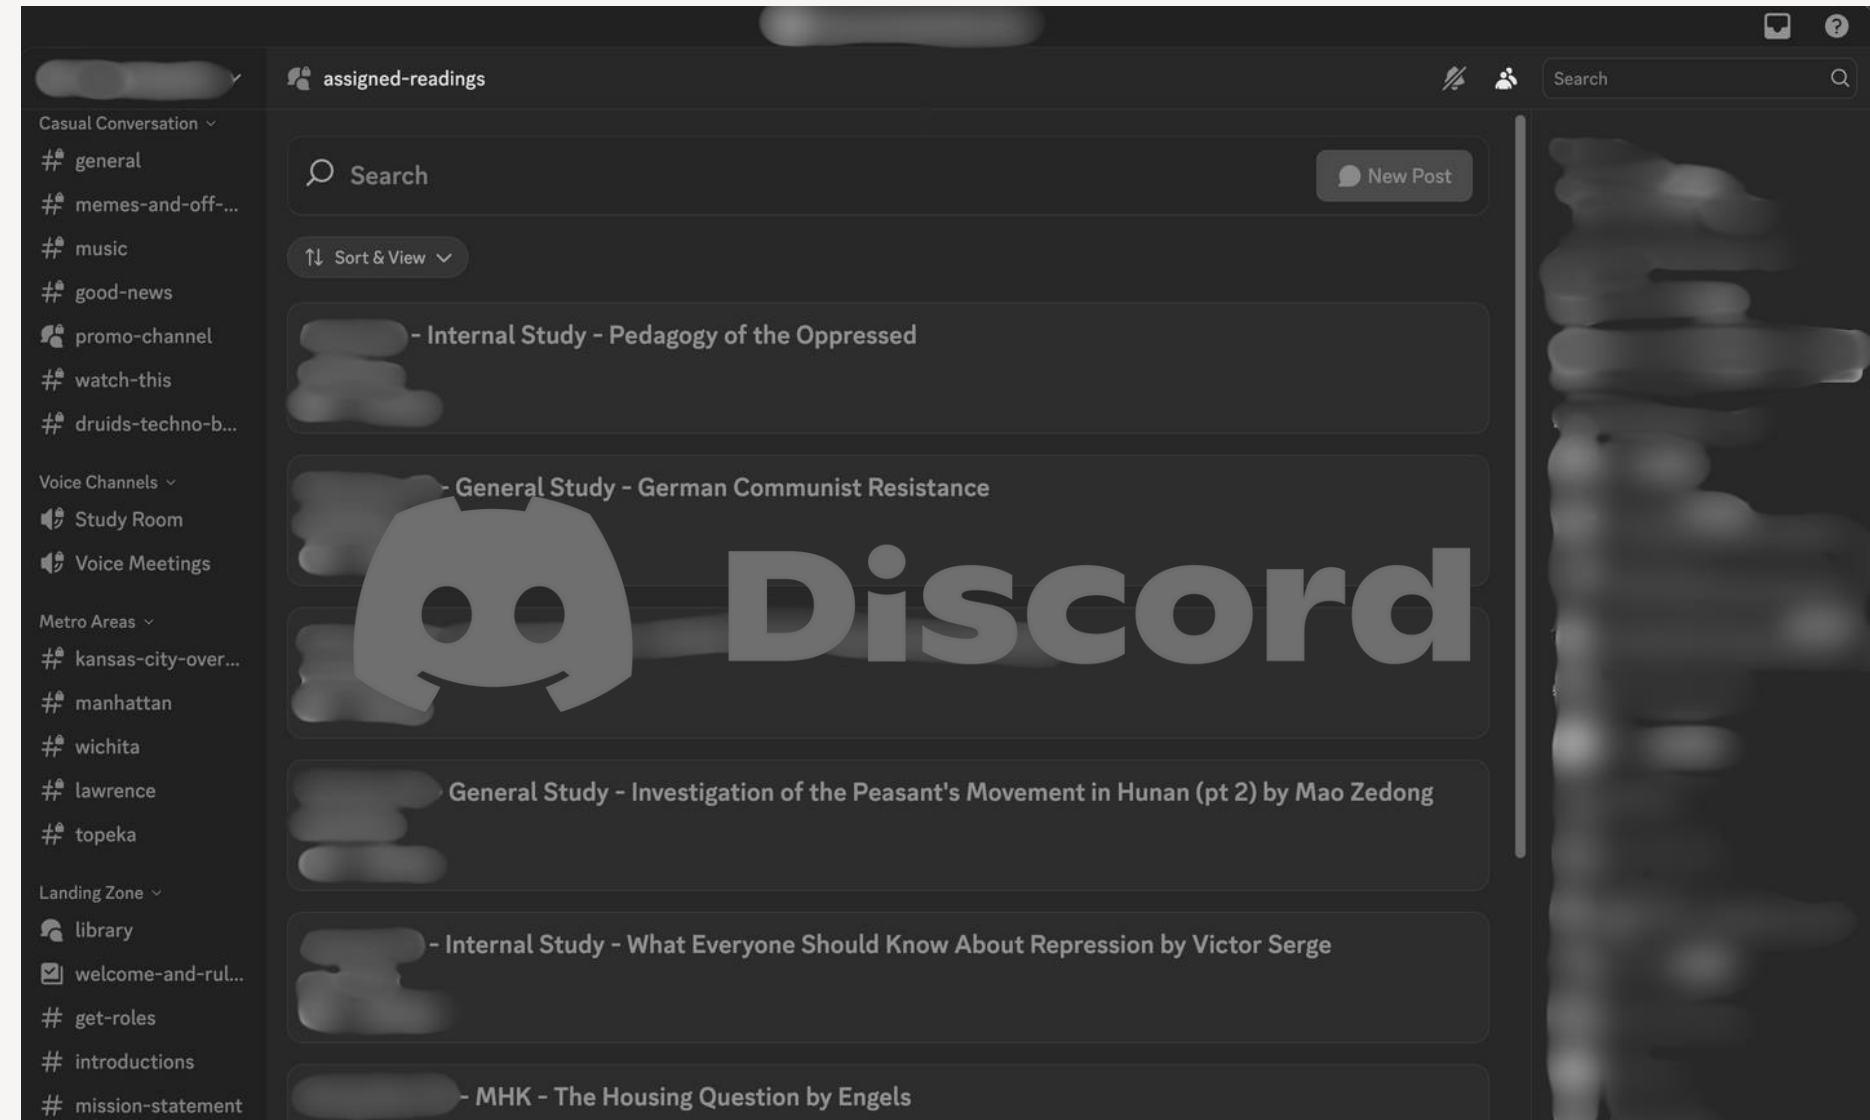 assigned-readings
Search
Casual Conversation
general
memes-and-off-...
music
good-news
promo-channel
watch-this
druids-techno-b...
Voice Channels
Study Room
Voice Meetings
Metro Areas
kansas-city-over...
manhattan
wichita
lawrence
topeka
Landing Zone
library
welcome-and-rul...
get-roles
introductions
mission-statement
Search
New Post
Sort & View
- Internal Study - Pedagogy of the Oppressed
- General Study - German Communist Resistance
Discord
General Study - Investigation of the Peasant's Movement in Hunan (pt 2) by Mao Zedong
- Internal Study - What Everyone Should Know About Repression by Victor Serge
- MHK - The Housing Question by Engels